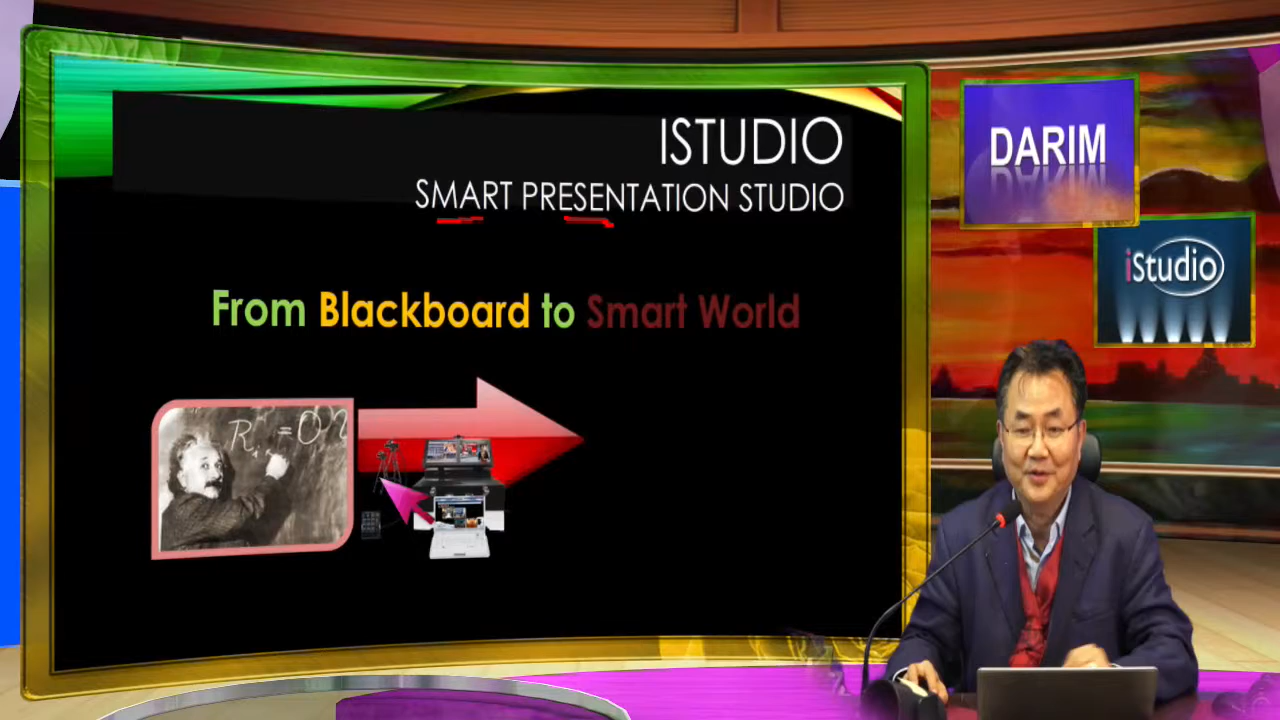 ISTUDIO
SMART PRESENTATION STUDIO
From Blackboard to Smart World
DARIM
iStudio